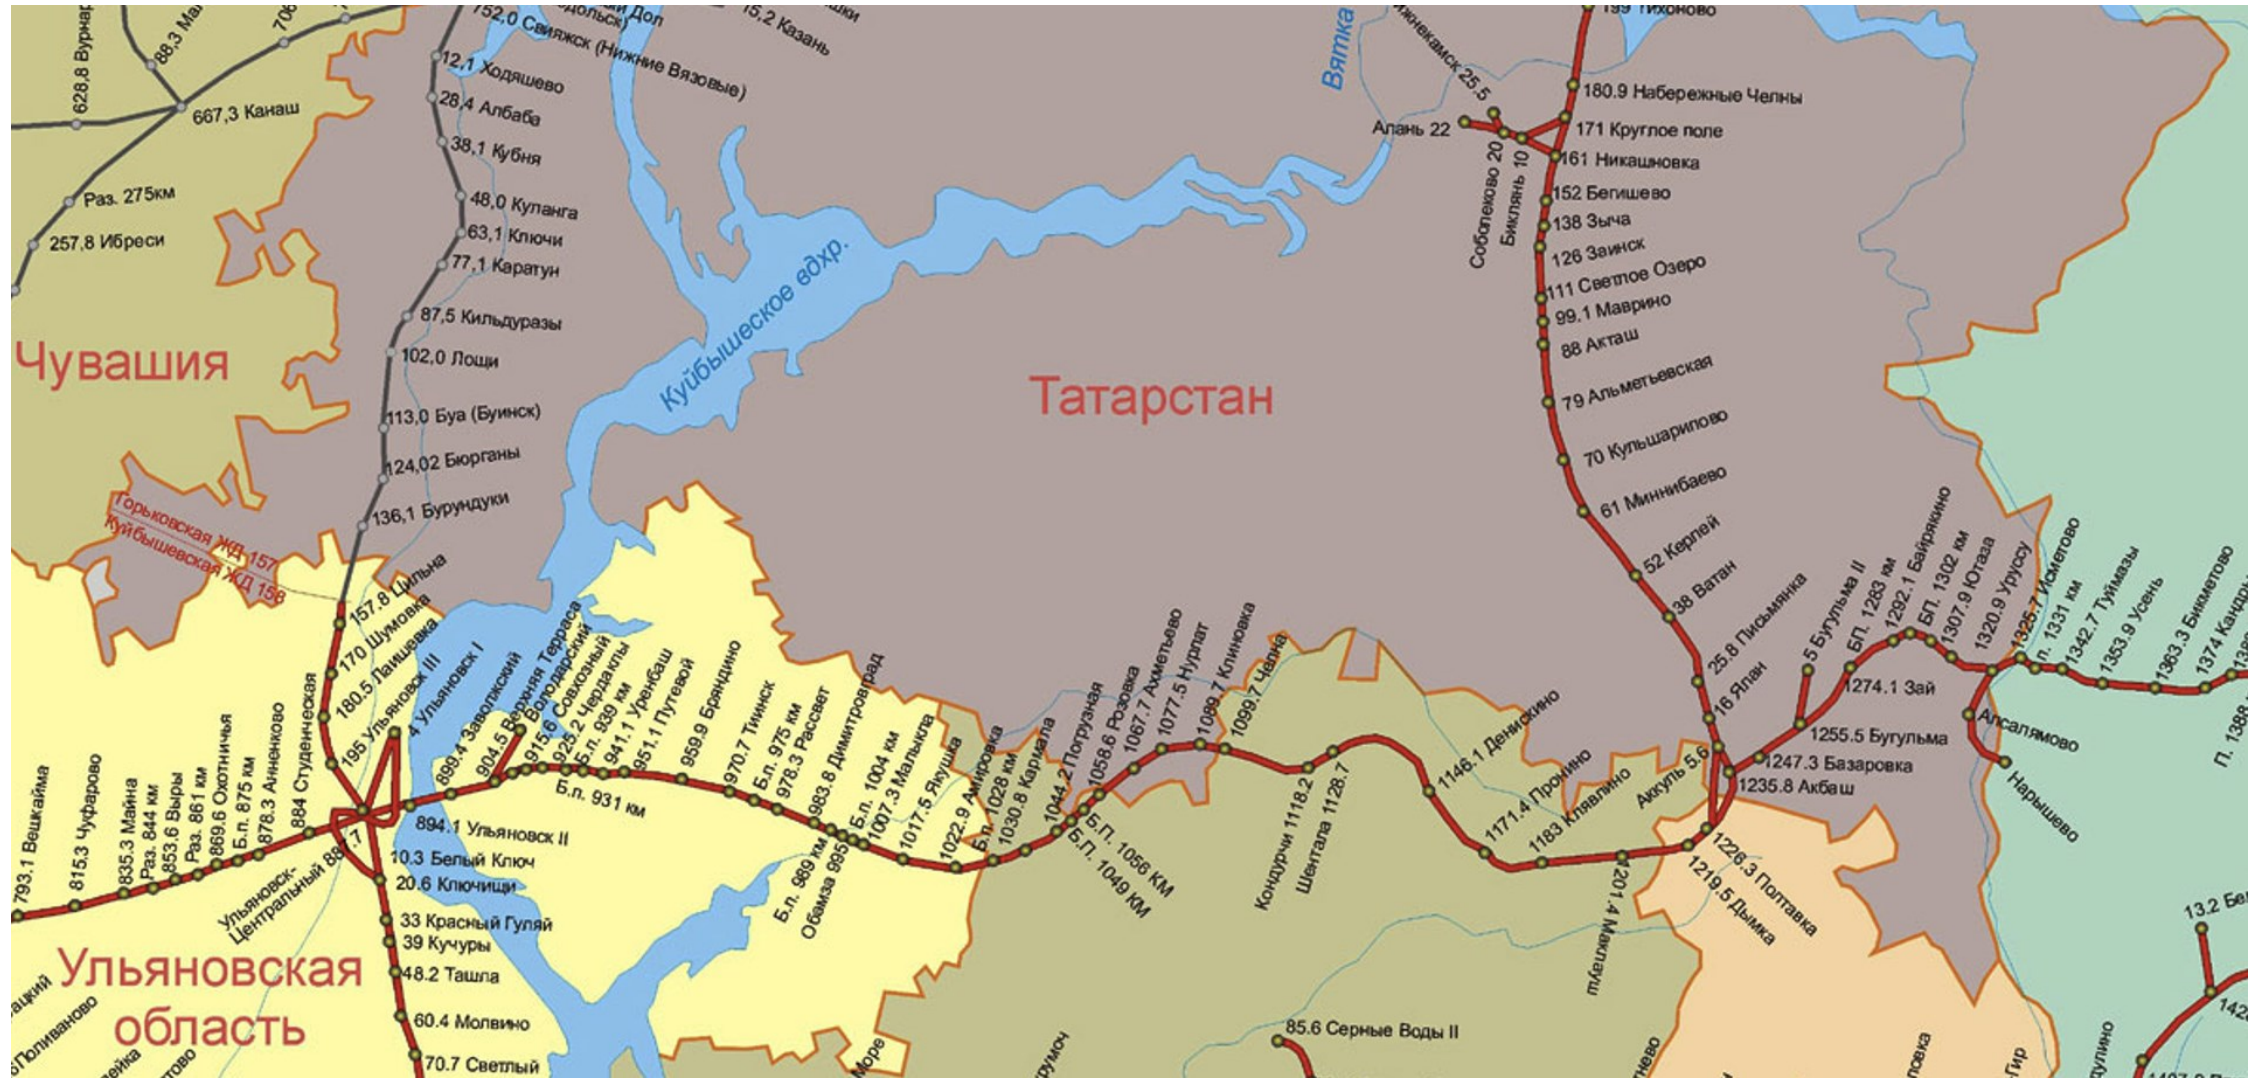 752,0 Свияжск (Нижние Вязовые)
15,2 Казань
12,1 Ходяшево
28,4 Албаба
38,1 Кубня
48,0 Куланга
63,1 Ключи
77,1 Каратун
87,5 Кильдуразы
102,0 Лощи
113,0 Буа (Буинск)
124,02 Бюрганы
136,1 Бурундуки
667,3 Канаш
Раз. 275км
257,8 Ибреси
Чувашия
Горьковская ЖД 157
Куйбышевская ЖД 158
Куйбышеское вдхр.
Татарстан
Вятка
199 Тихоново
180.9 Набережные Челны
171 Круглое поле
161 Никашновка
Алань 22
Соболеково 20
Биклянь 10
152 Бегишево
138 Зыча
126 Заинск
111 Светлое Озеро
99.1 Маврино
88 Акташ
79 Альметьевская
70 Кульшарипово
61 Миннибаево
52 Керлей
38 Ватан
25.8 Письмянка
16 Ялан
Аккуль 5.6
5 Бугульма II
БП. 1283 км
1292.1 Байрякино
БП. 1302 км
1307.9 Ютаза
1320.9 Уруссу
1325.7 Исметово
п. 1331 км
1342.7 Туймазы
1353.9 Усень
1363.3 Бикметово
1274.1 Зай
1255.5 Бугульма
1247.3 Базаровка
1235.8 Акбаш
1226.3 Полтавка
1219.5 Дымка
1201.4 Маклауш
1183 Клявлино
1171.4 Пронино
1146.1 Денискино
Шентала 1128.7
Кондурчи 1118.2
Апсалямово
Нарышево
157.8 Цильна
170 Шумовка
180.5 Лаишевка
195 Ульяновск III
4 Ульяновск I
793.1 Вешкайма
815.3 Чуфарово
835.3 Майна
Раз. 844 км
853.6 Выры
Раз. 861 км
869.6 Охотничья
Б.п. 875 км
878.3 Анненково
884 Студенческая
Ульяновск-
Центральный 887.7
894.1 Ульяновск II
899.4 Заволжский
904.5 Верхняя Терраса
Володарский
915.6 Совхозный
925.2 Чердаклы
Б.п. 931 км
Б.п. 939 км
941.1 Уренбаш
951.1 Путевой
959.9 Бряндино
970.7 Тиинск
Б.п. 975 км
978.3 Рассвет
983.8 Димитровград
Б.п. 989 км
Обамза 995
Б.п. 1004 км
1007.3 Малыкла
1017.5 Якушка
1022.9 Амировка
Б.п. 1028 км
1030.8 Кармала
1044.2 Погрузная
Б.П. 1049 КМ
Б.П. 1056 КМ
1058.6 Розовка
1067.7 Ахметьево
1077.5 Нурлат
1089.7 Клиновка
1099.7 Челна
10.3 Белый Ключ
20.6 Ключищи
33 Красный Гуляй
39 Кучуры
48.2 Ташла
60.4 Молвино
70.7 Светлый
Ульяновская
область
85.6 Серные Воды II